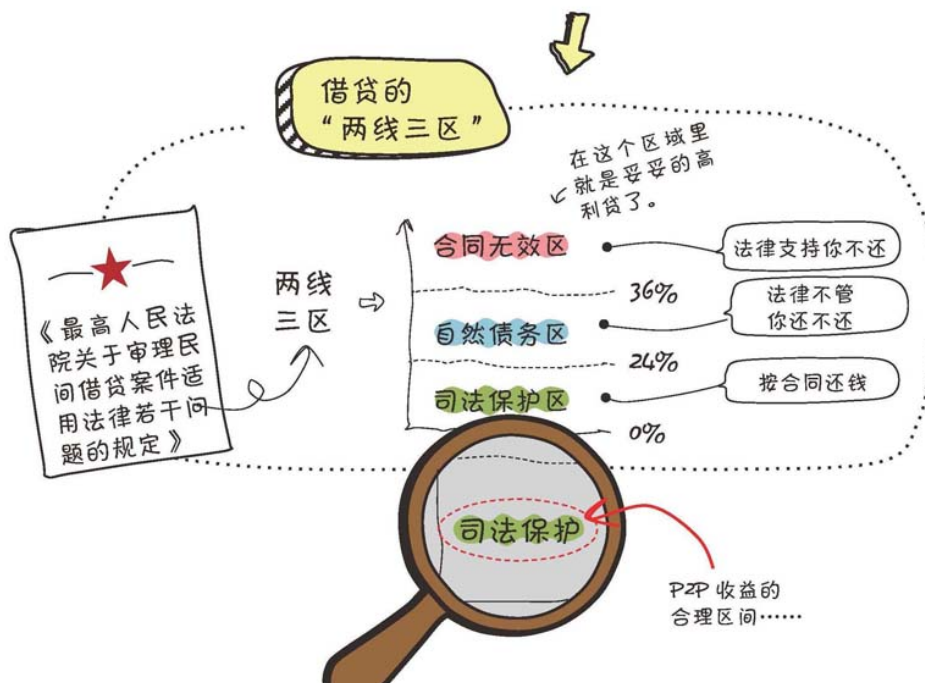 借贷的
“两线三区”
在这个区域里
就是妥妥的高
利贷了。
《最高人民法
院关于审理民
间借贷案件适
用法律若干问
题的规定》
两线
三区
合同无效区
法律支持你不还
36%
自然债务区
法律不管
你还不还
24%
司法保护区
按合同还钱
0%
司法保护
P2P 收益的
合理区间……